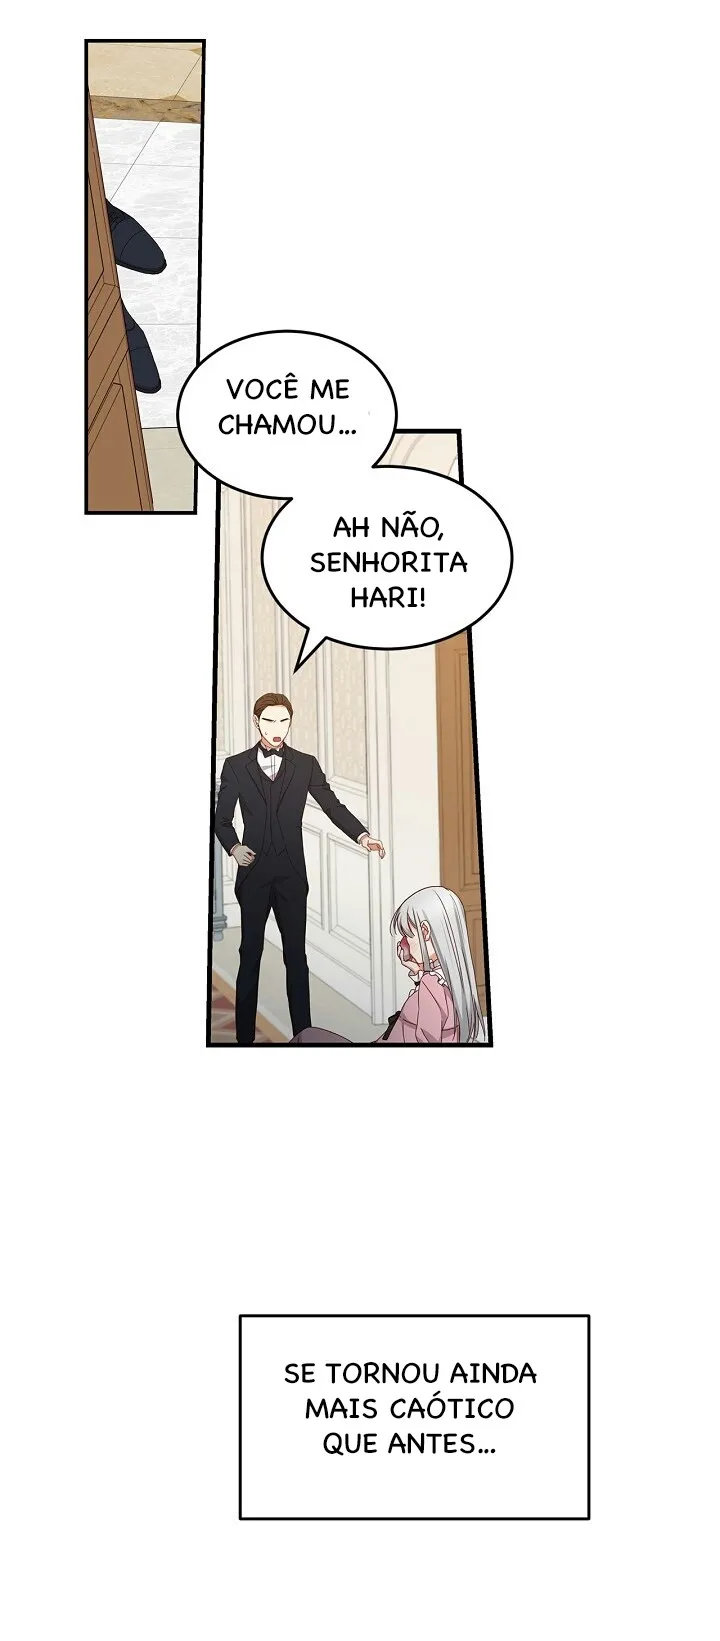 VOCÊ ME
CHAMOU...
AH NÃO,
SENHORITA
HARI!
SE TORNOU AINDA
MAIS CAÓTICO
QUE ANTES...